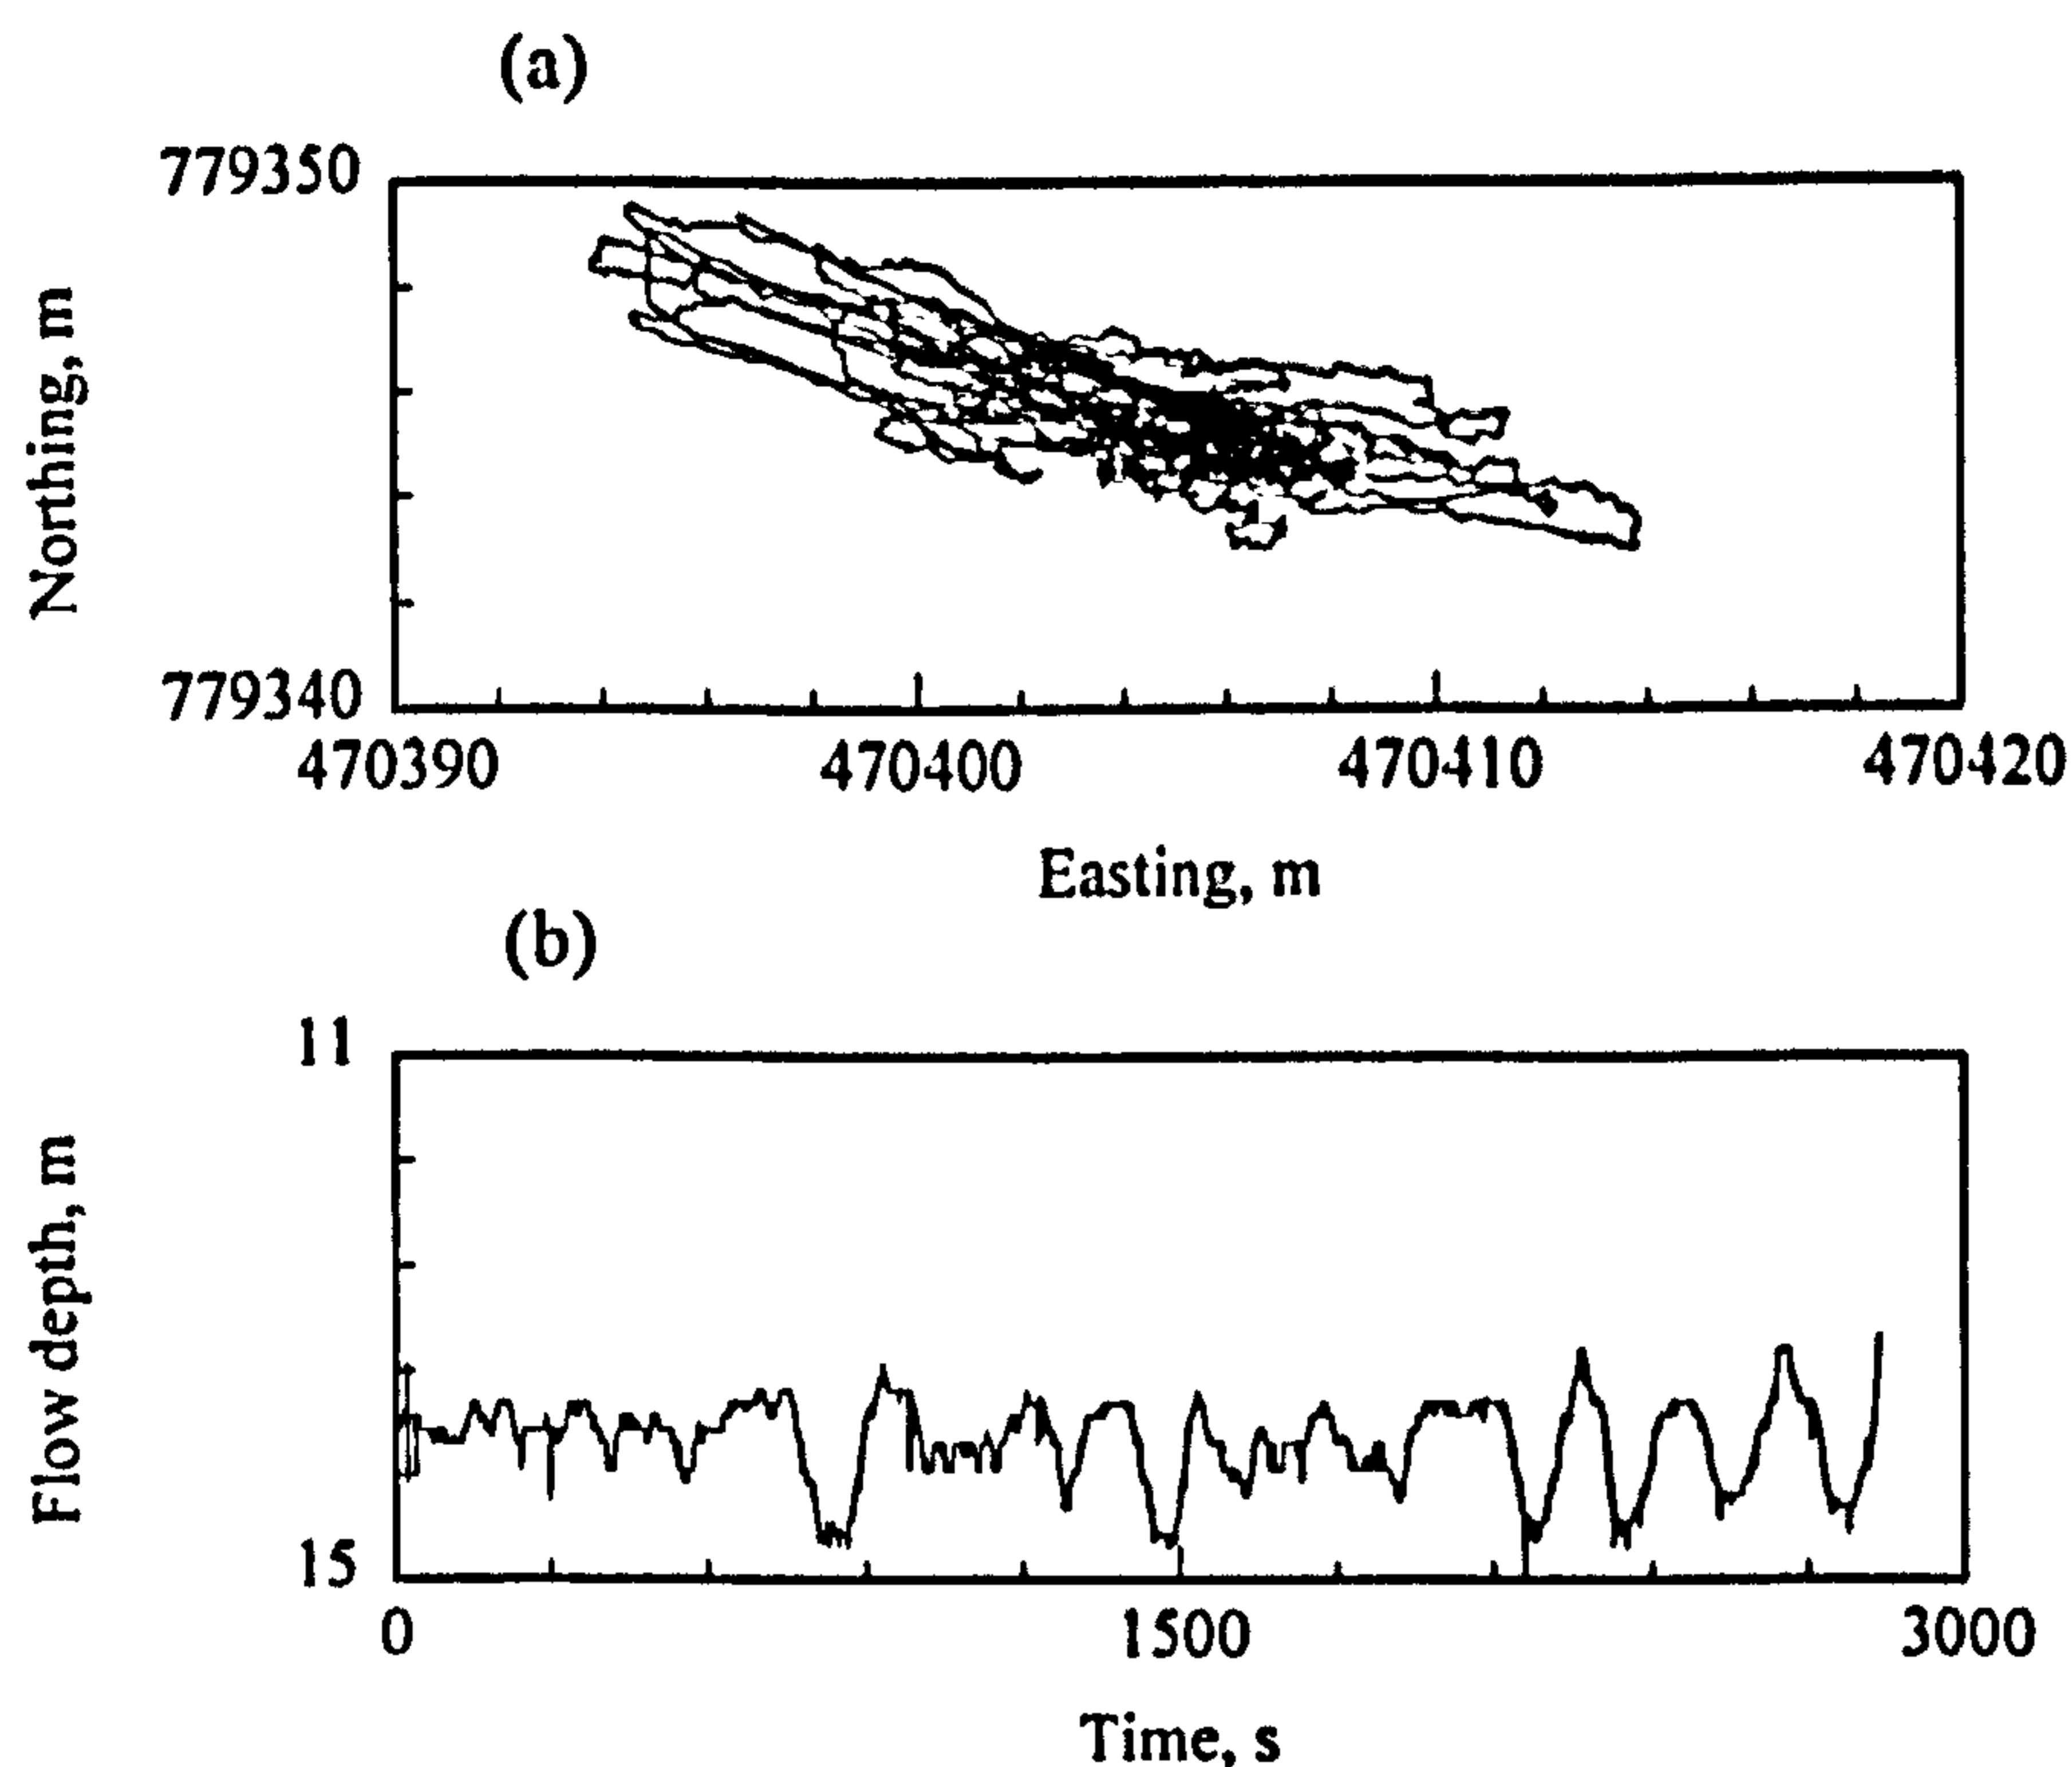 (a)
779350
Northing, m
779340
470390 470400 470410 470420
Easting, m
(b)
11
Flow depth, m
15
0 1500 3000
Time, s